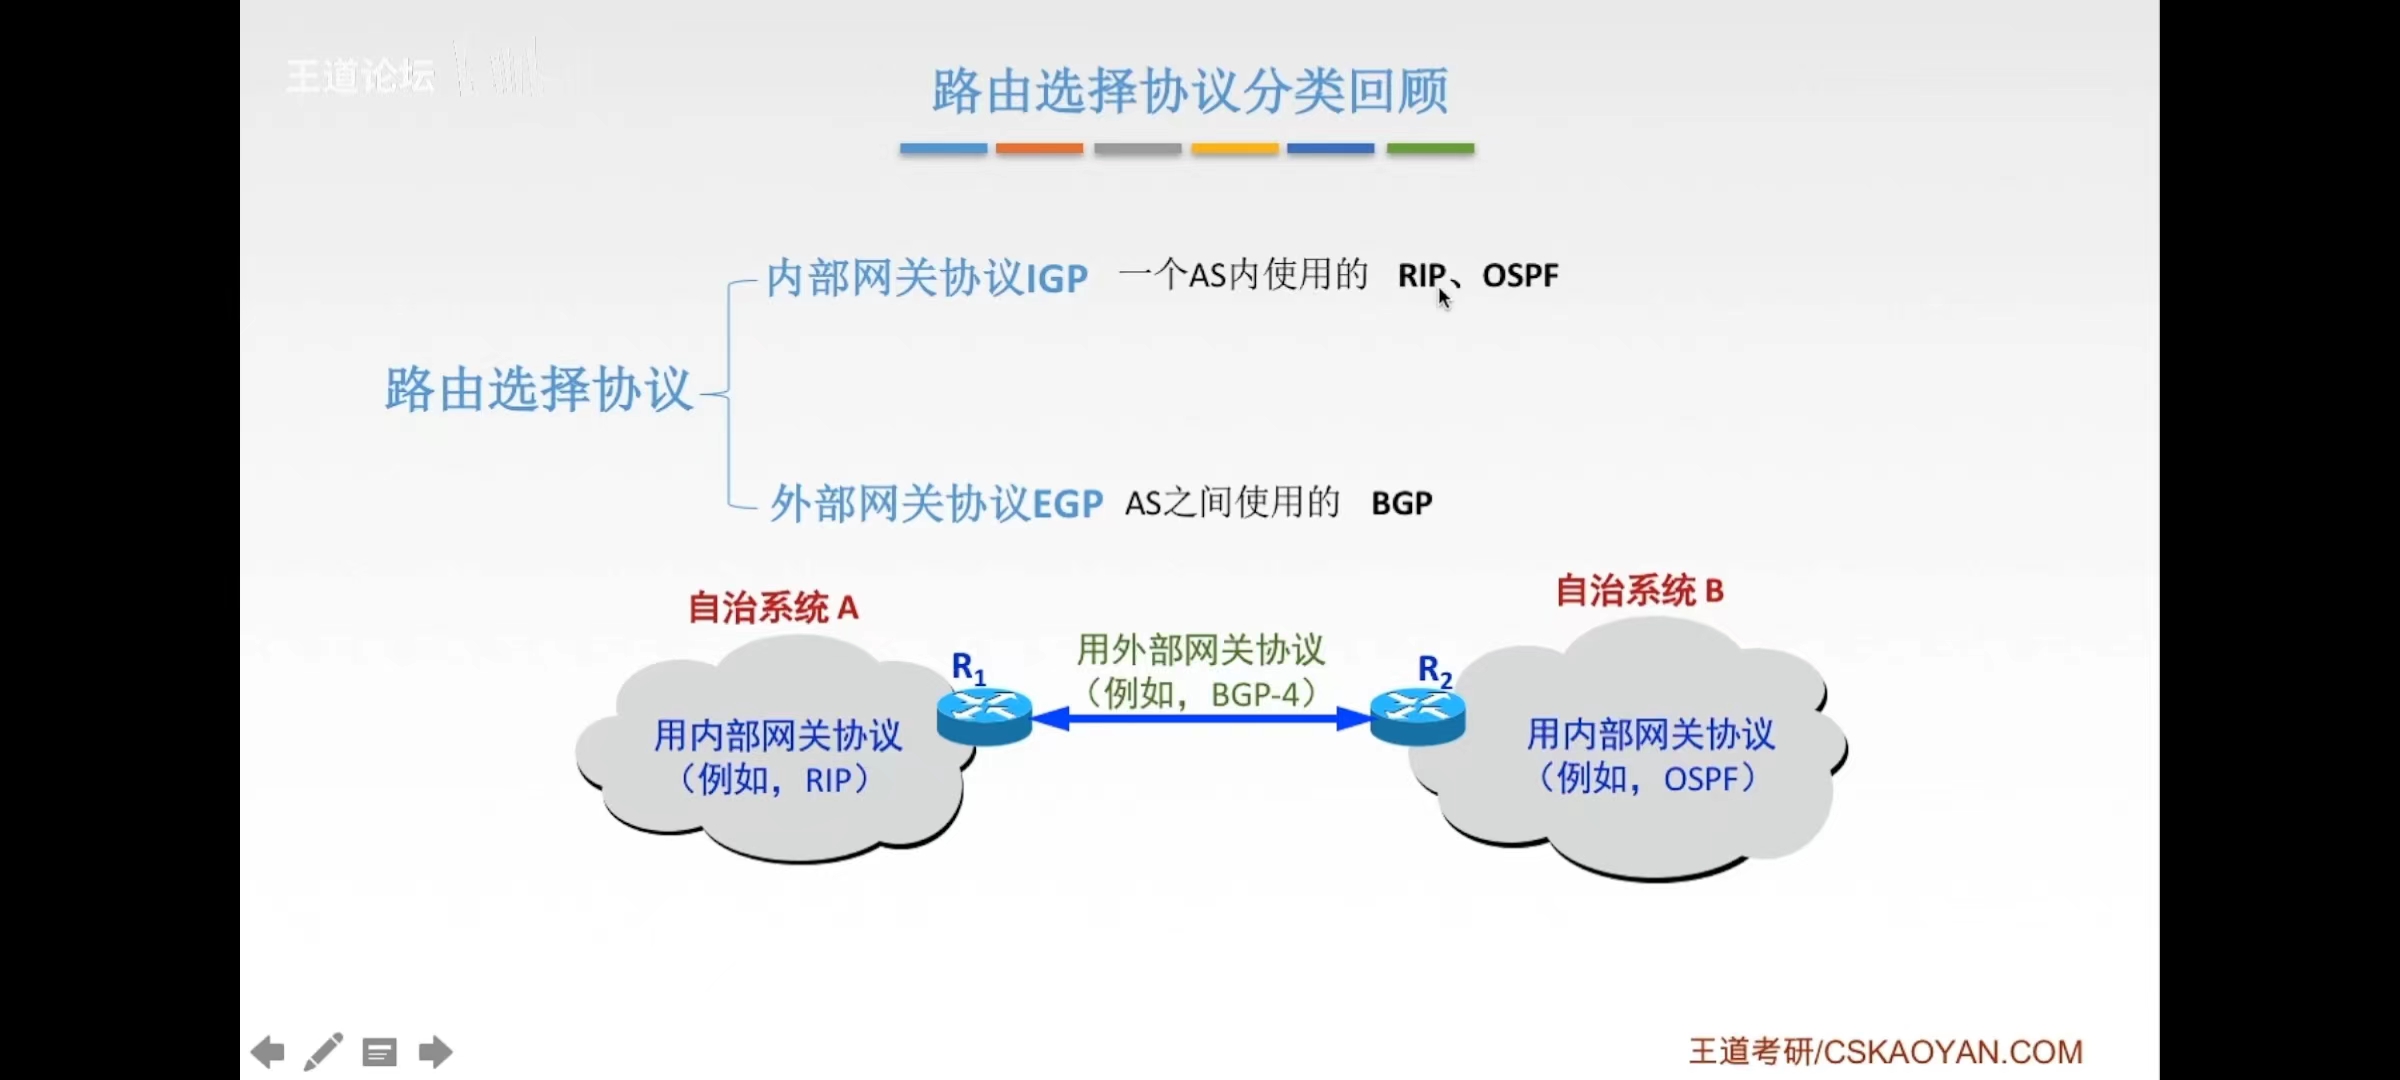 王道论坛
路由选择协议分类回顾
内部网关协议IGP 一个AS内使用的 RIP、OSPF
路由选择协议
外部网关协议EGP AS之间使用的 BGP
自治系统 A
自治系统 B
R1
用外部网关协议
（例如，BGP-4）
R2
用内部网关协议
（例如，RIP）
用内部网关协议
（例如，OSPF）
王道考研/CSKAOYAN.COM